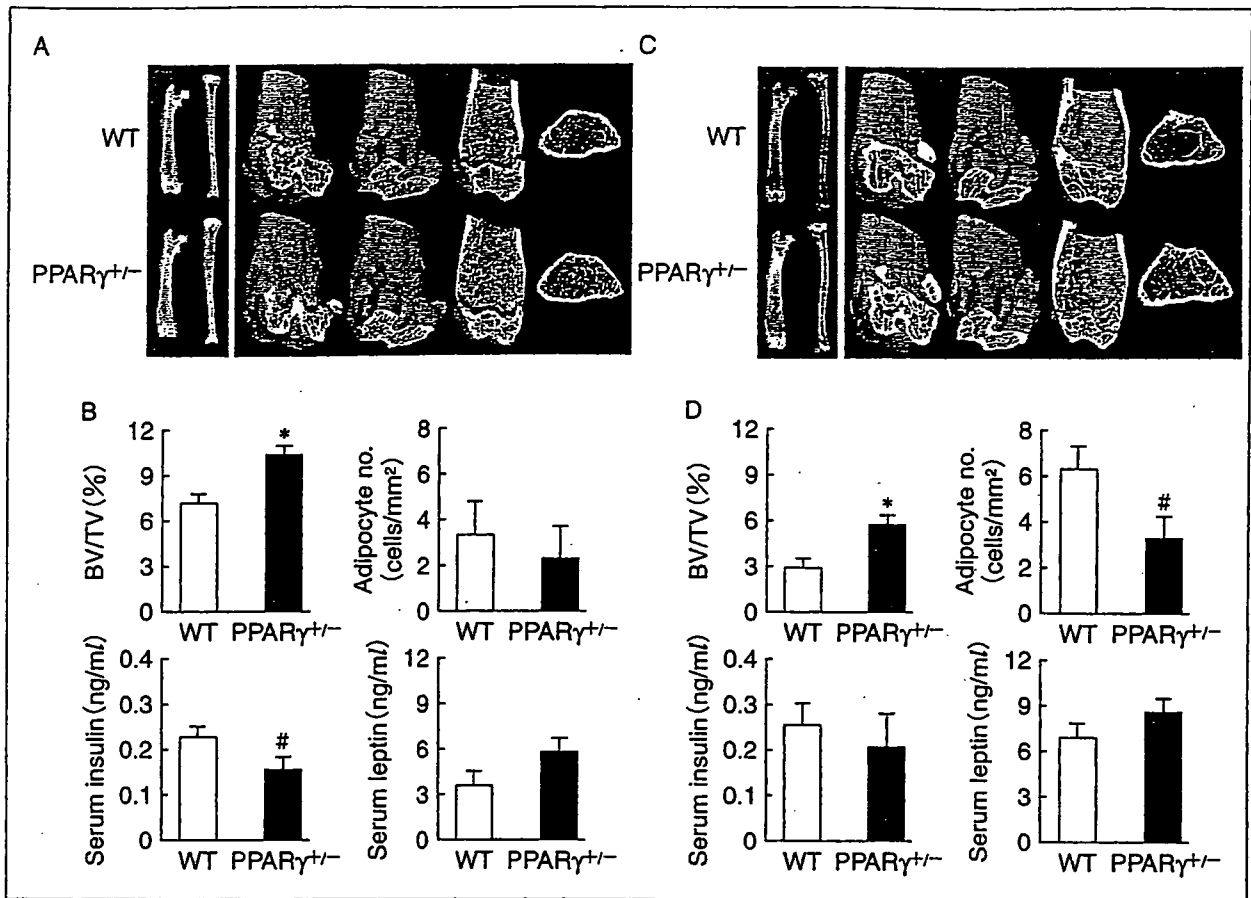 A
WT
PPARγ+/−
C
WT
PPARγ+/−
B
BV/TV (%)
12
9
6
3
0
*
WT PPARγ+/−
Adipocyte no.
(cells/mm²)
8
6
4
2
0
WT PPARγ+/−
Serum insulin (ng/ml)
0.4
0.3
0.2
0.1
0
#
WT PPARγ+/−
Serum leptin (ng/ml)
12
9
6
3
0
WT PPARγ+/−
D
BV/TV (%)
12
9
6
3
0
*
WT PPARγ+/−
Adipocyte no.
(cells/mm²)
8
6
4
2
0
#
WT PPARγ+/−
Serum insulin (ng/ml)
0.4
0.3
0.2
0.1
0
WT PPARγ+/−
Serum leptin (ng/ml)
12
9
6
3
0
WT PPARγ+/−